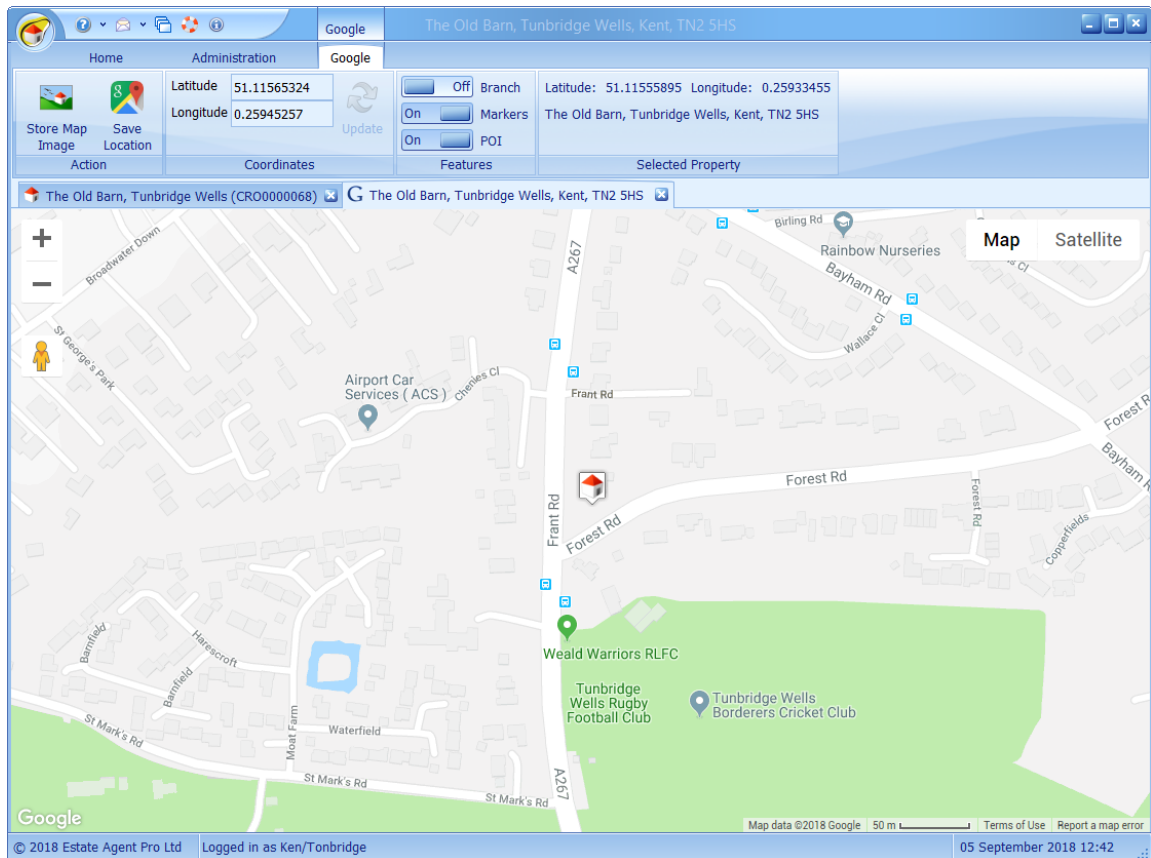 Google
The Old Barn, Tunbridge Wells, Kent, TN2 5HS
Home
Administration
Google
Store Map
Image
Save
Location
Action
Latitude 51.11565324
Longitude 0.25945257
Update
Coordinates
Off Branch
On Markers
On POI
Features
Latitude: 51.11555895 Longitude: 0.25933455
The Old Barn, Tunbridge Wells, Kent, TN2 5HS
Selected Property
The Old Barn, Tunbridge Wells (CRO0000068)
G The Old Barn, Tunbridge Wells, Kent, TN2 5HS
Map Satellite
Broadwater Down
A267
Birling Rd
Rainbow Nurseries
Bayham Rd
Wallace Cl
St George's Park
Airport Car
Services ( ACS )
Chenies Cl
Frant Rd
Forest R
Bayham R
Forest Rd
Forest Rd
Frant Rd
Forest Rd
Copperfields
Weald Warriors RLFC
Tunbridge
Wells Rugby
Football Club
Tunbridge Wells
Borderers Cricket Club
Barnfield
Harescroft
Barnfield
Moat Farm
Waterfield
St Mark's Rd
St Mark's Rd
St Mark's Rd
A267
Google
Map data ©2018 Google 50 m Terms of Use Report a map error
© 2018 Estate Agent Pro Ltd Logged in as Ken/Tonbridge 05 September 2018 12:42